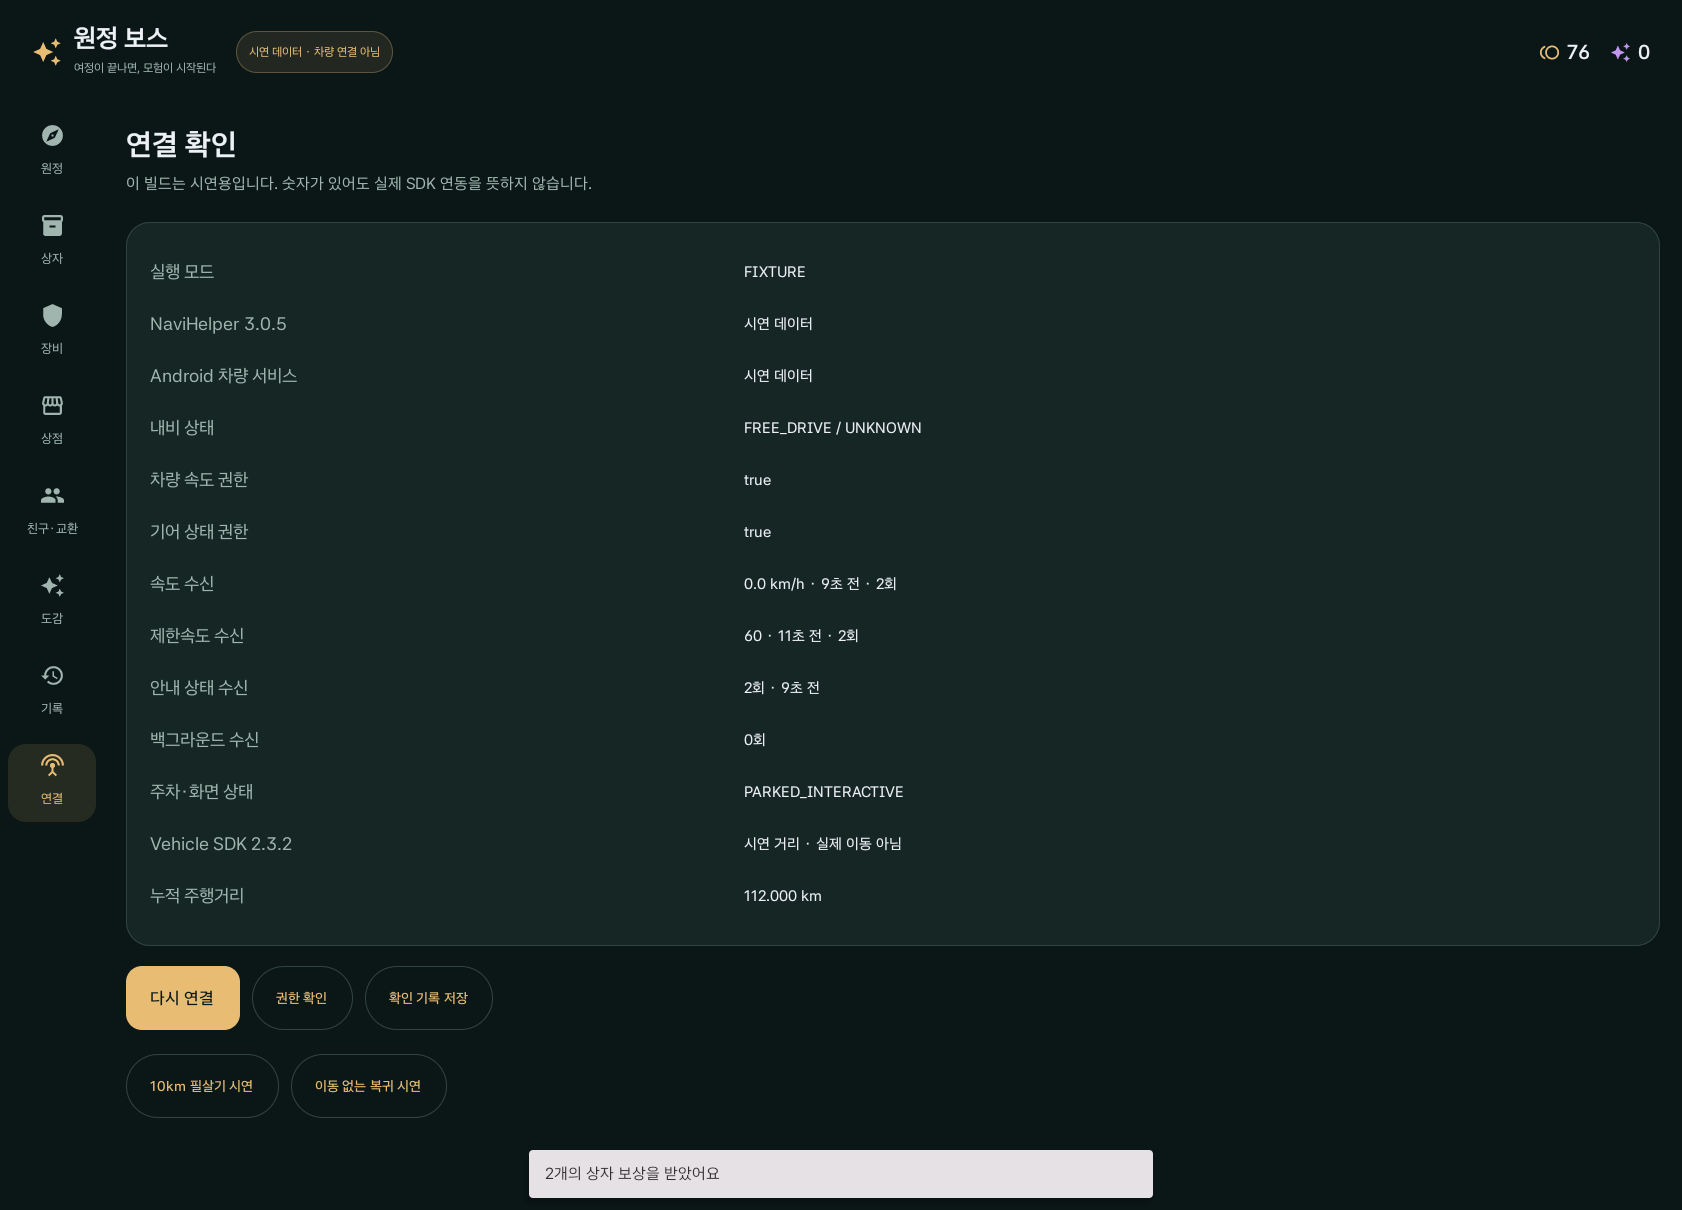 원정 보스
여정이 끝나면, 모험이 시작된다
시연 데이터 · 차량 연결 아님
76
0
원정
상자
장비
상점
친구·교환
도감
기록
연결
연결 확인
이 빌드는 시연용입니다. 숫자가 있어도 실제 SDK 연동을 뜻하지 않습니다.
실행 모드 FIXTURE
NaviHelper 3.0.5 시연 데이터
Android 차량 서비스 시연 데이터
내비 상태 FREE_DRIVE / UNKNOWN
차량 속도 권한 true
기어 상태 권한 true
속도 수신 0.0 km/h · 9초 전 · 2회
제한속도 수신 60 · 11초 전 · 2회
안내 상태 수신 2회 · 9초 전
백그라운드 수신 0회
주차·화면 상태 PARKED_INTERACTIVE
Vehicle SDK 2.3.2 시연 거리 · 실제 이동 아님
누적 주행거리 112.000 km
다시 연결
권한 확인
확인 기록 저장
10km 필살기 시연
이동 없는 복귀 시연
2개의 상자 보상을 받았어요